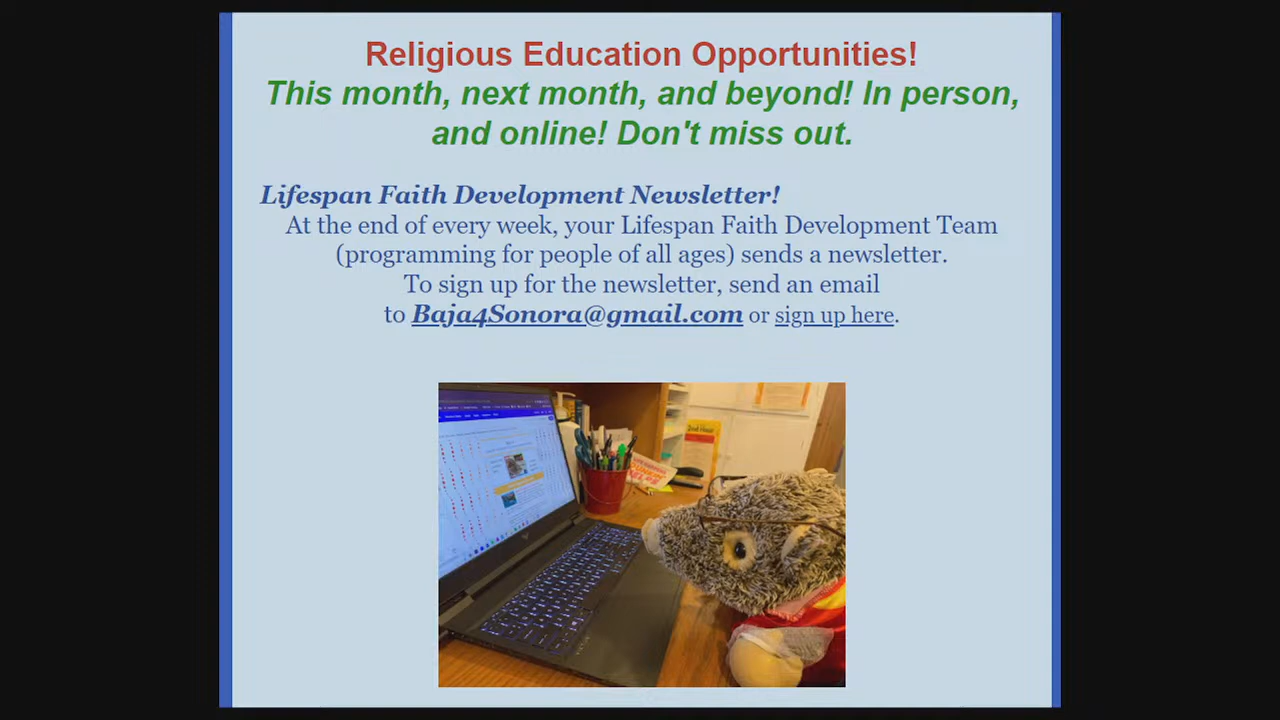 Religious Education Opportunities!
This month, next month, and beyond! In person,
and online! Don't miss out.
Lifespan Faith Development Newsletter!
At the end of every week, your Lifespan Faith Development Team
(programming for people of all ages) sends a newsletter.
To sign up for the newsletter, send an email
to Baja4Sonora@gmail.com or sign up here.
2nd Hour